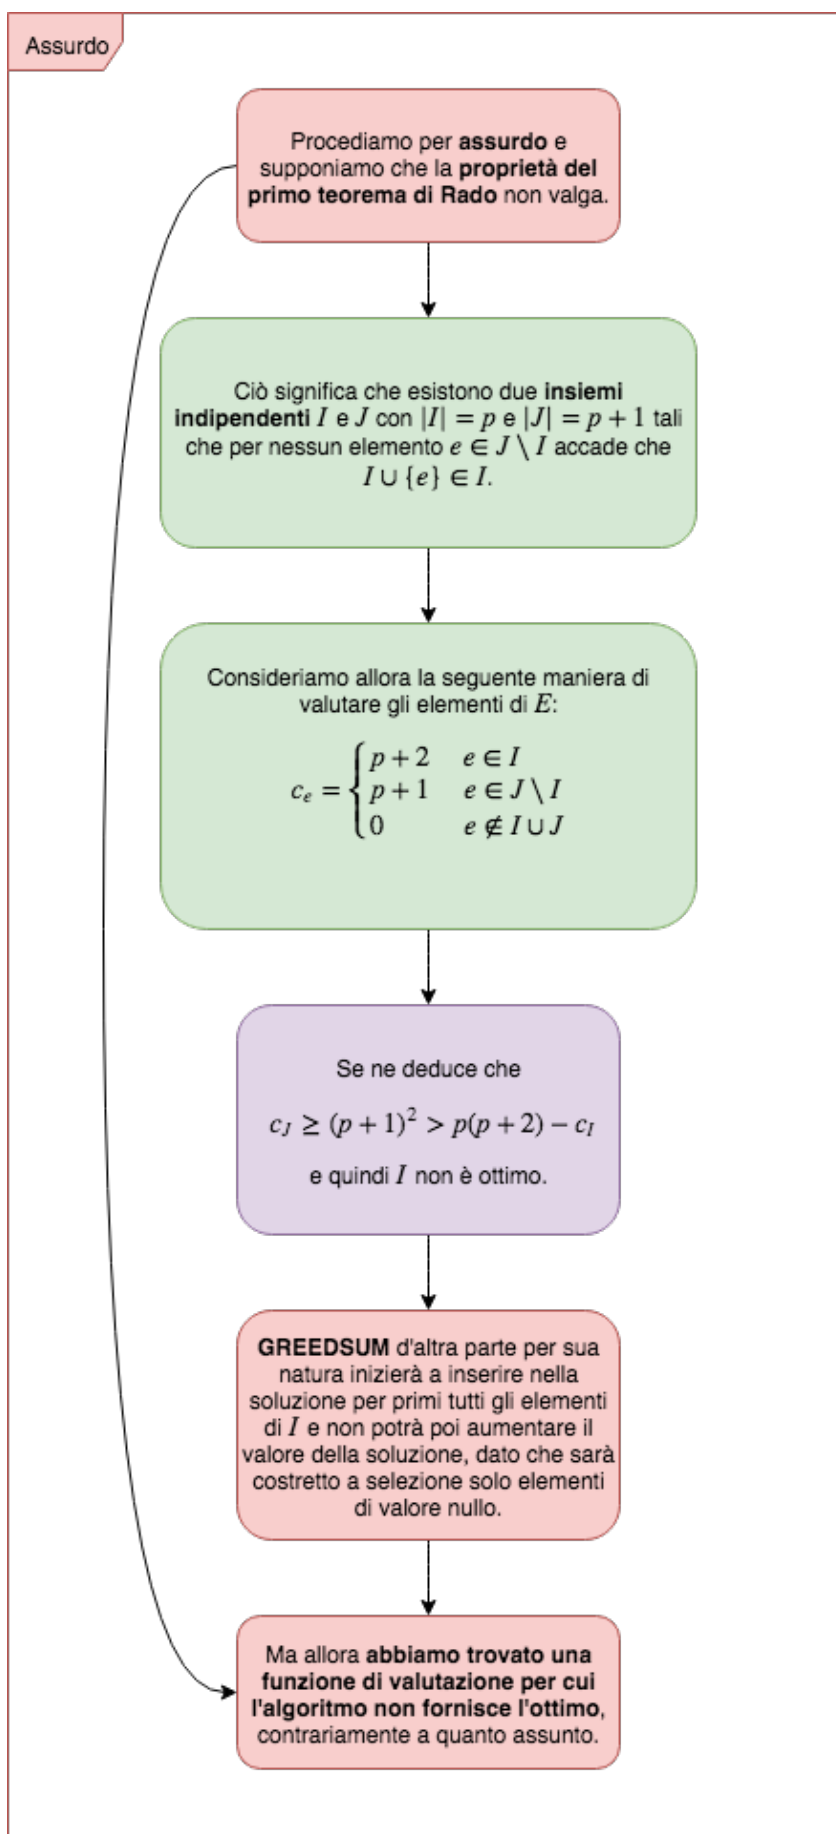 Assurdo
Procediamo per assurdo e
supponiamo che la proprietà del
primo teorema di Rado non valga.
Ciò significa che esistono due insiemi
indipendenti I e J con |I| = p e |J| = p + 1 tali
che per nessun elemento e ∈ J \ I accade che
I ∪ {e} ∈ I.
Consideriamo allora la seguente maniera di
valutare gli elementi di E:
c_e = { p + 2 e ∈ I
p + 1 e ∈ J \ I
0 e ∉ I ∪ J
Se ne deduce che
c_J ≥ (p + 1)² > p(p + 2) − c_I
e quindi I non è ottimo.
GREEDSUM d'altra parte per sua
natura inizierà a inserire nella
soluzione per primi tutti gli elementi
di I e non potrà poi aumentare il
valore della soluzione, dato che sarà
costretto a selezione solo elementi
di valore nullo.
Ma allora abbiamo trovato una
funzione di valutazione per cui
l'algoritmo non fornisce l'ottimo,
contrariamente a quanto assunto.